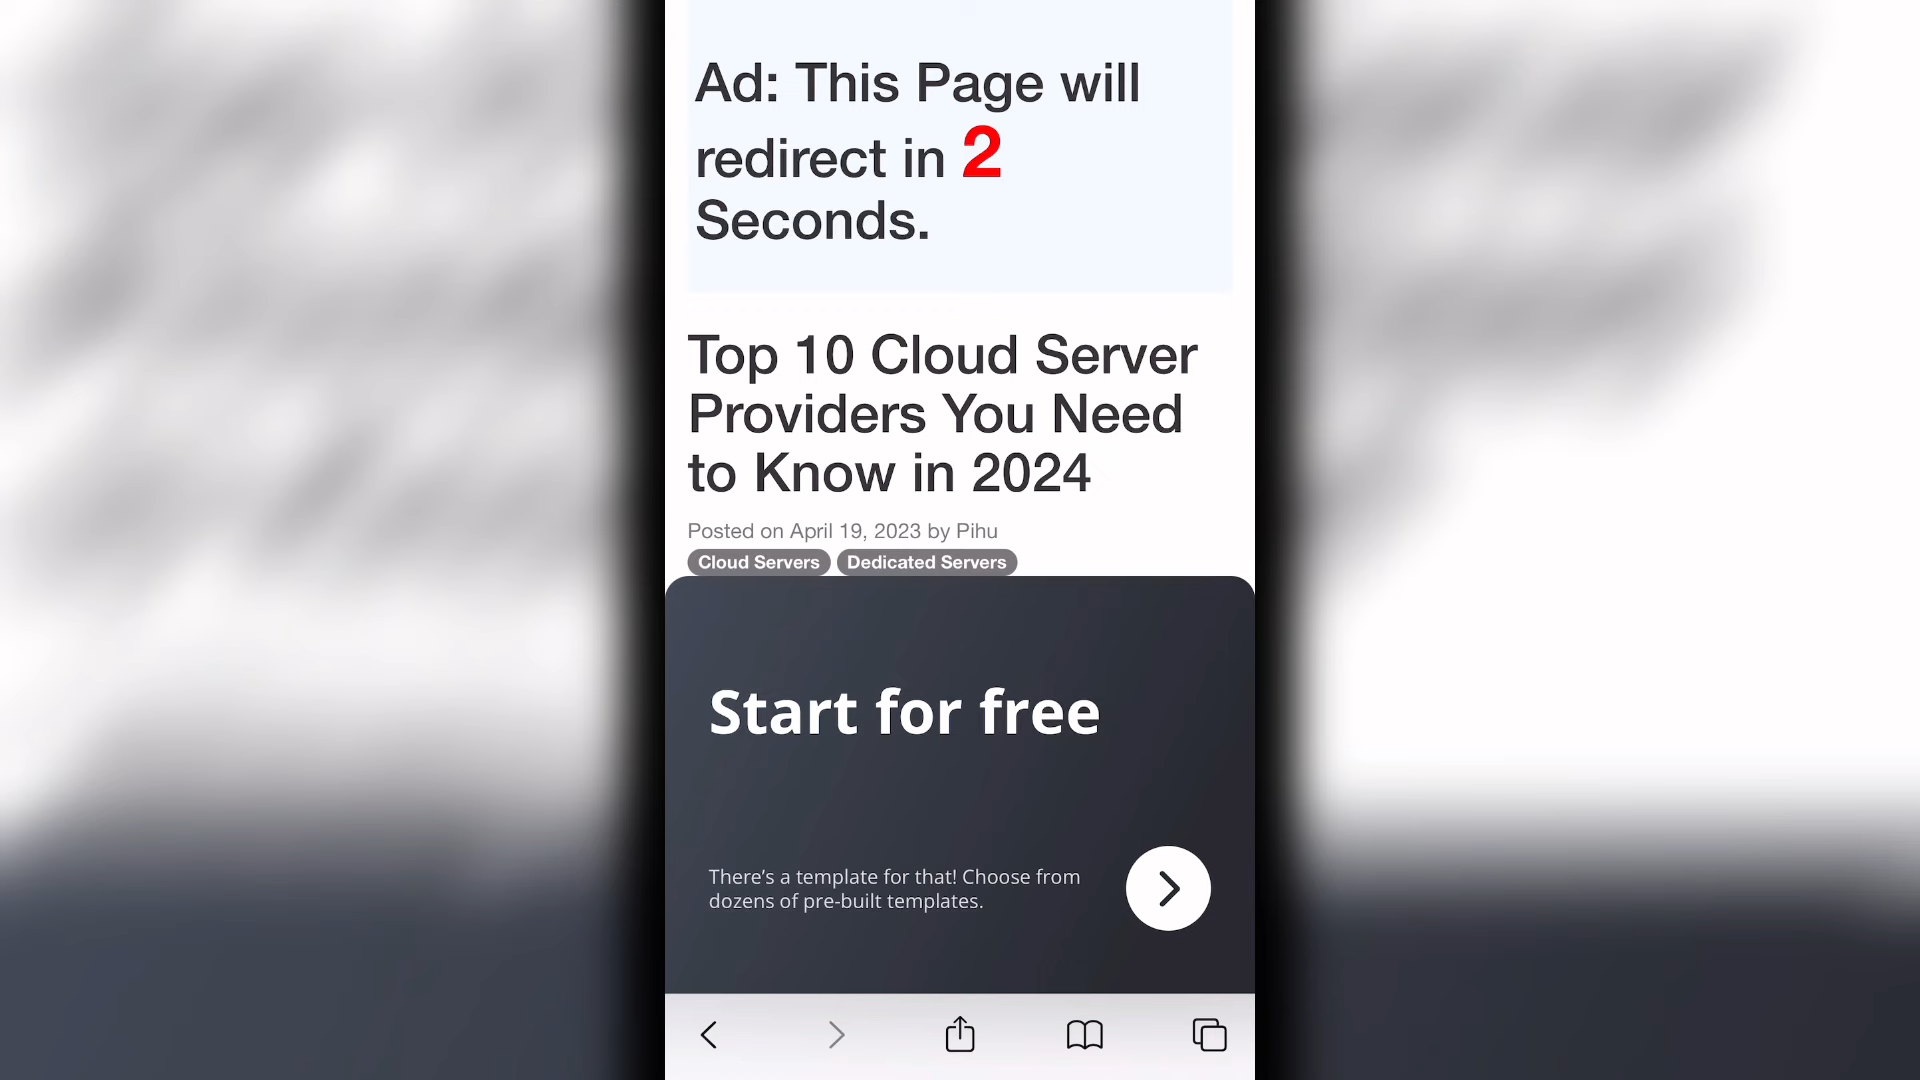 Ad: This Page will
redirect in 2
Seconds.
Top 10 Cloud Server
Providers You Need
to Know in 2024
Posted on April 19, 2023 by Pihu
Cloud Servers Dedicated Servers
Start for free
There's a template for that! Choose from
dozens of pre-built templates.